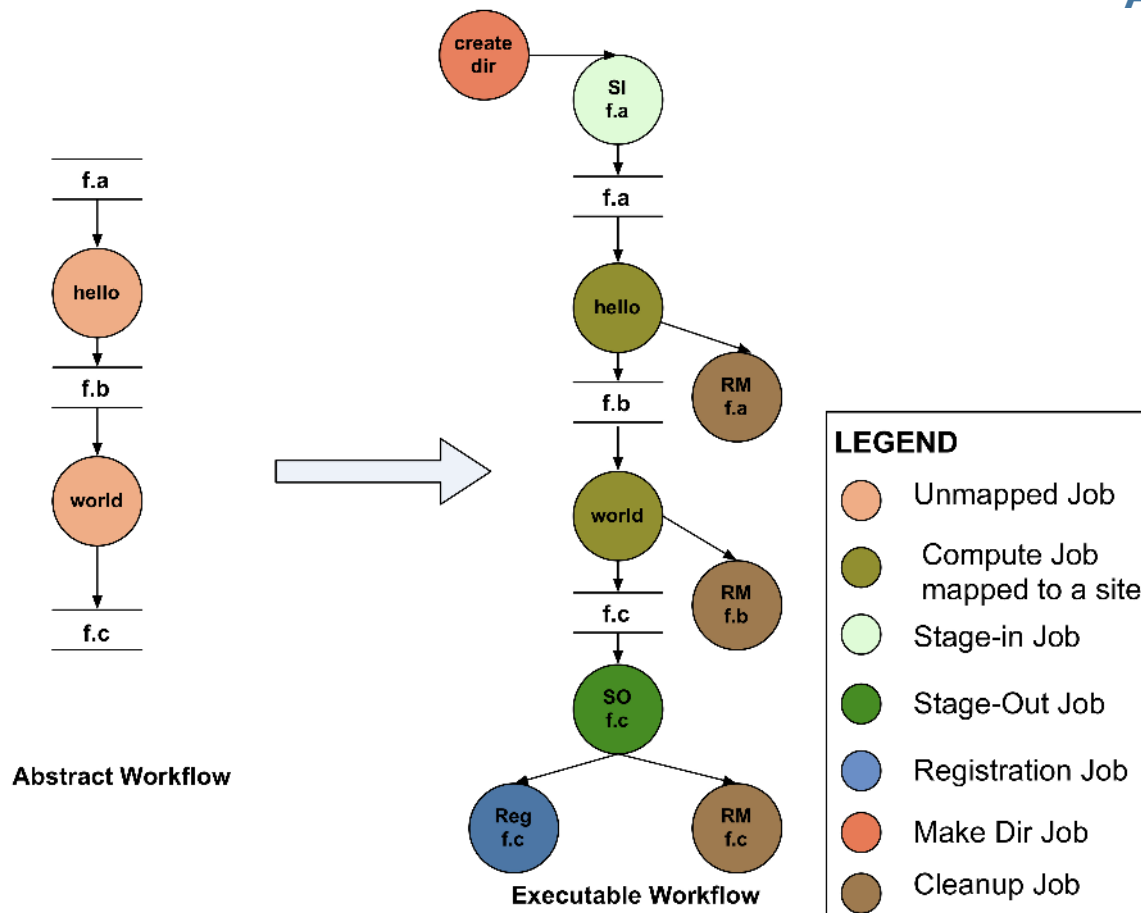 create
dir
SI
f.a
f.a
hello
RM
f.a
f.b
world
RM
f.b
f.c
SO
f.c
Reg
f.c
RM
f.c
Executable Workflow
f.a
hello
f.b
world
f.c
Abstract Workflow
LEGEND
Unmapped Job
Compute Job
mapped to a site
Stage-in Job
Stage-Out Job
Registration Job
Make Dir Job
Cleanup Job